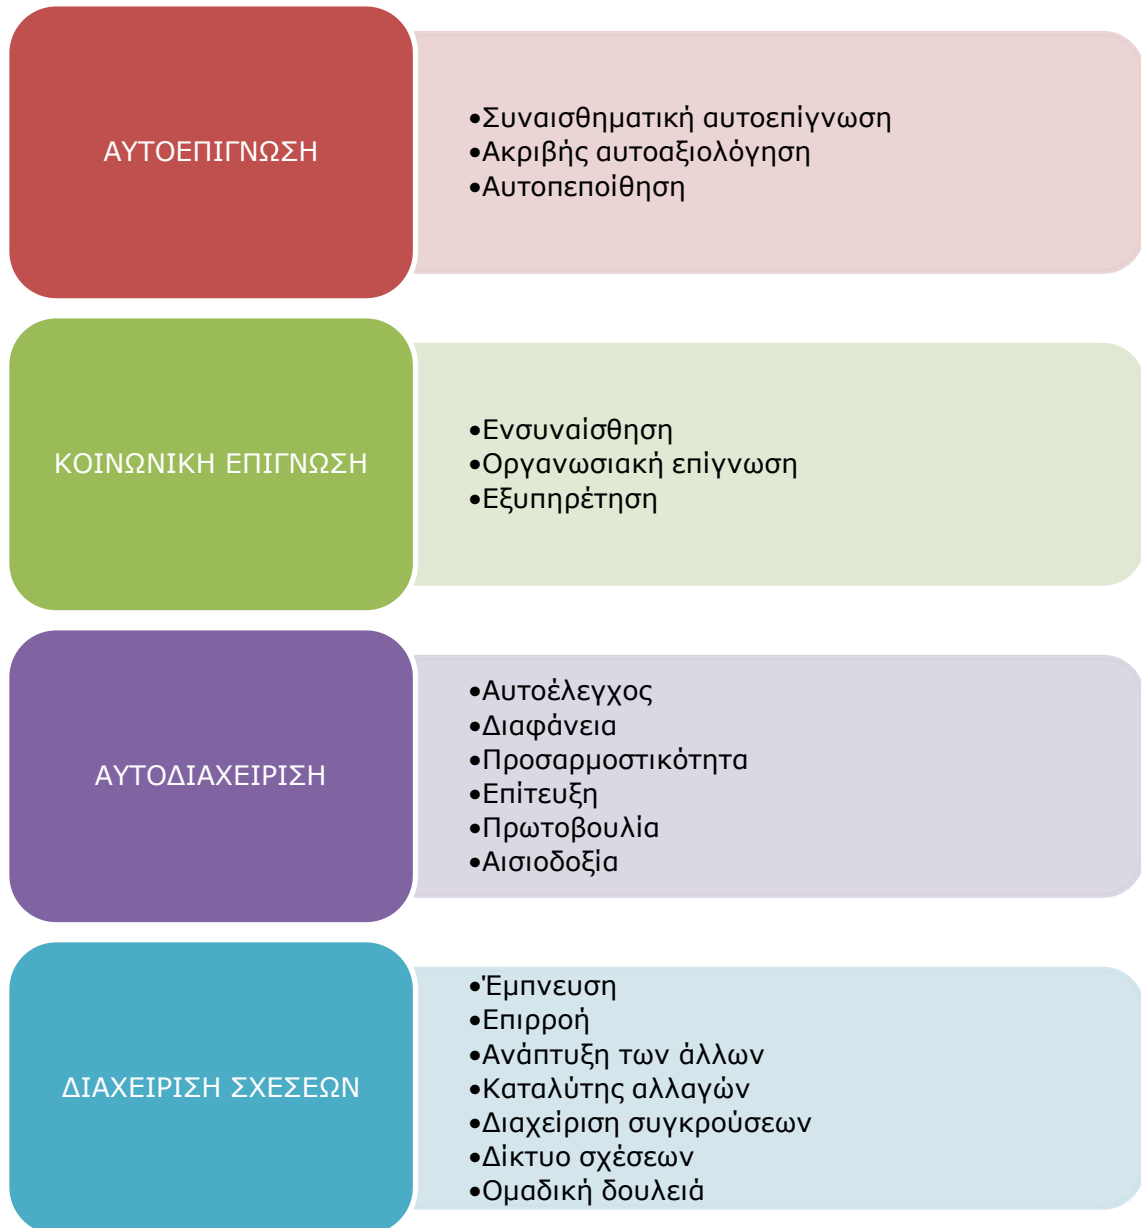 ΑΥΤΟΕΠΙΓΝΩΣΗ
•Συναισθηματική αυτοεπίγνωση
•Ακριβής αυτοαξιολόγηση
•Αυτοπεποίθηση
ΚΟΙΝΩΝΙΚΗ ΕΠΙΓΝΩΣΗ
•Ενσυναίσθηση
•Οργανωσιακή επίγνωση
•Εξυπηρέτηση
ΑΥΤΟΔΙΑΧΕΙΡΙΣΗ
•Αυτοέλεγχος
•Διαφάνεια
•Προσαρμοστικότητα
•Επίτευξη
•Πρωτοβουλία
•Αισιοδοξία
ΔΙΑΧΕΙΡΙΣΗ ΣΧΕΣΕΩΝ
•Έμπνευση
•Επιρροή
•Ανάπτυξη των άλλων
•Καταλύτης αλλαγών
•Διαχείριση συγκρούσεων
•Δίκτυο σχέσεων
•Ομαδική δουλειά